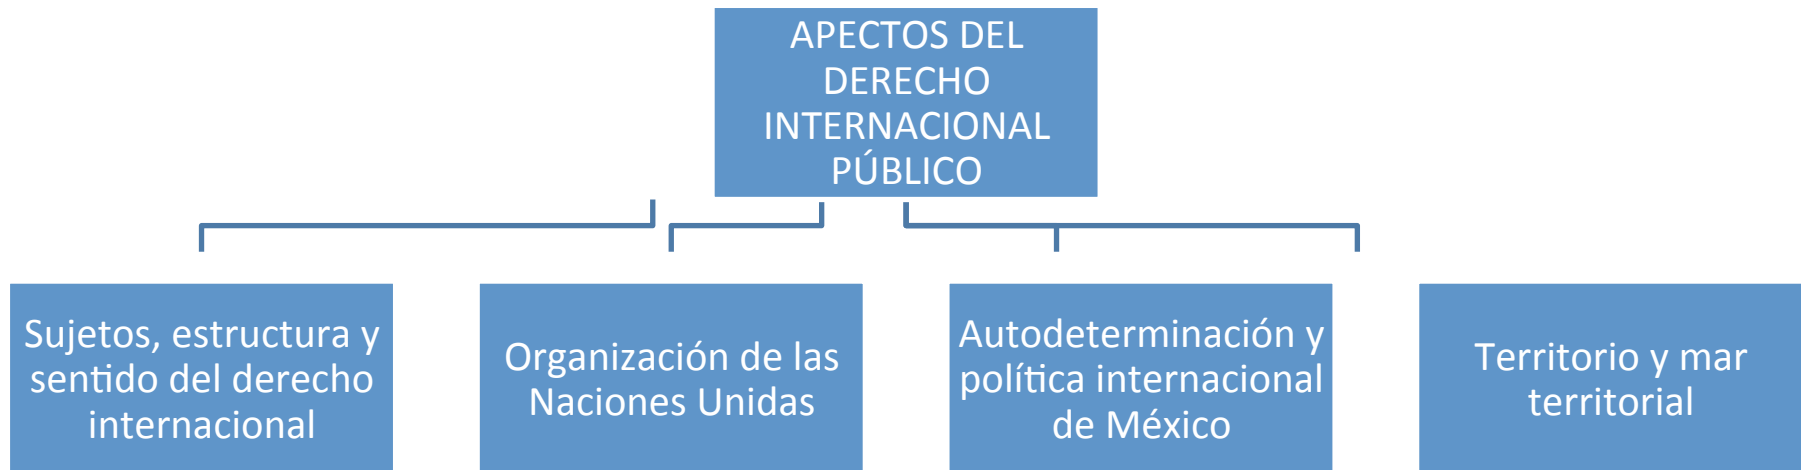 APECTOS DEL
DERECHO
INTERNACIONAL
PÚBLICO
Sujetos, estructura y
sentido del derecho
internacional
Organización de las
Naciones Unidas
Autodeterminación y
política internacional
de México
Territorio y mar
territorial